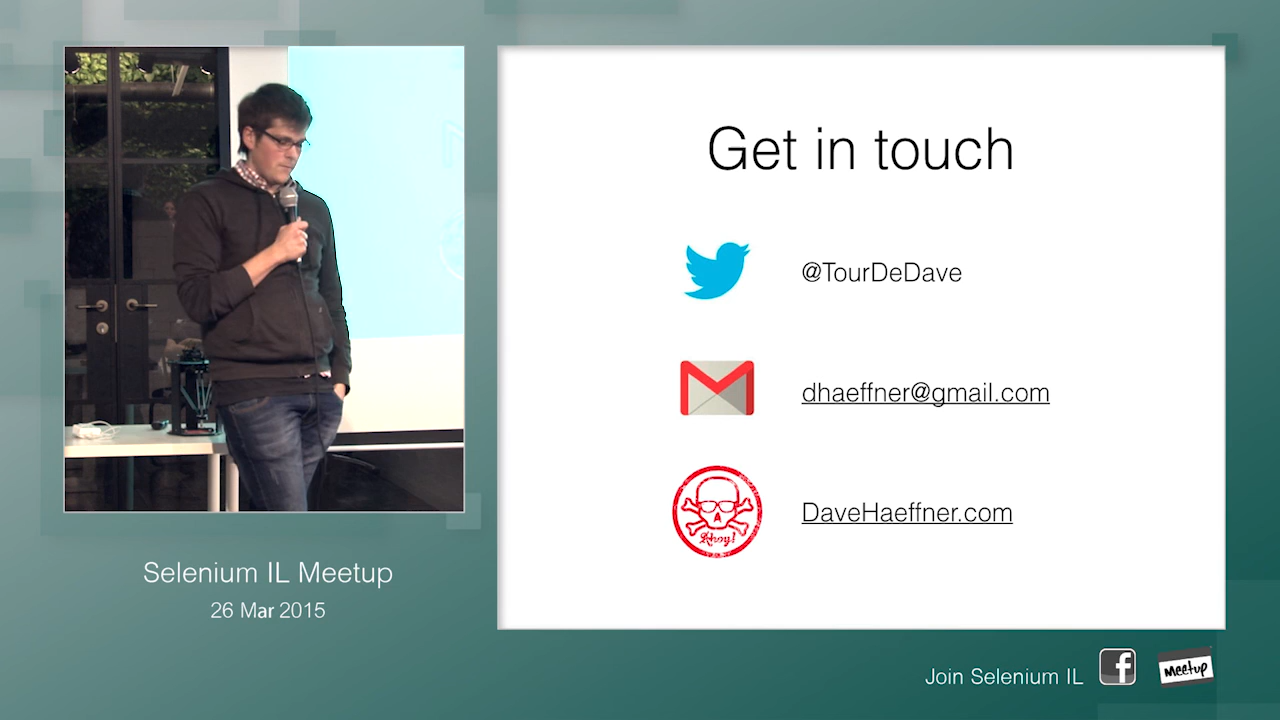 Get in touch
@TourDeDave
dhaeffner@gmail.com
Ahoy!
DaveHaeffner.com
Selenium IL Meetup
26 Mar 2015
Join Selenium IL
f
Meetup